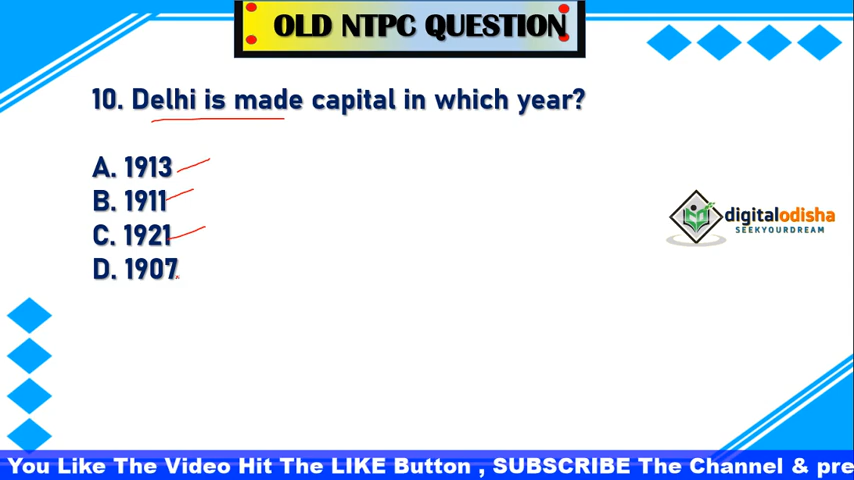 OLD NTPC QUESTION
10. Delhi is made capital in which year?
A. 1913
B. 1911
C. 1921
D. 1907
digitalodisha
SEEKYOURDREAM
You Like The Video Hit The LIKE Button , SUBSCRIBE The Channel & pre